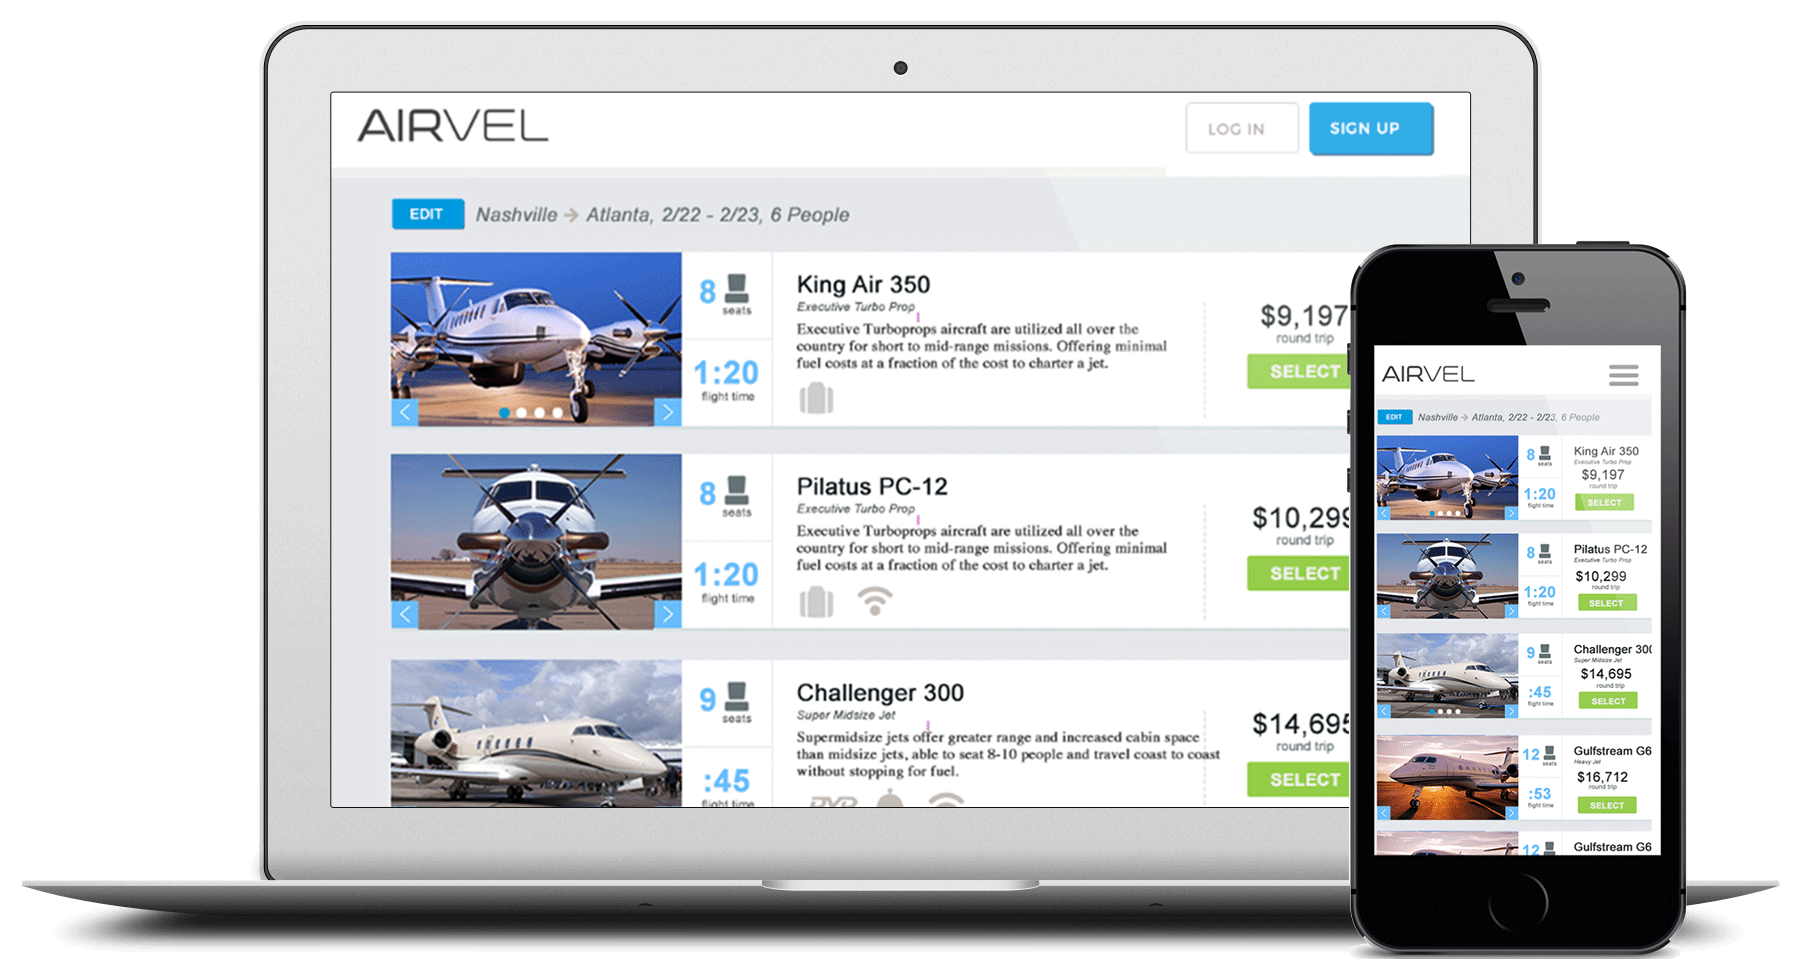 AIRVEL
LOG IN
SIGN UP
EDIT
Nashville → Atlanta, 2/22 - 2/23, 6 People
8
seats
1:20
flight time
King Air 350
Executive Turbo Prop
Executive Turboprops aircraft are utilized all over the
country for short to mid-range missions. Offering minimal
fuel costs at a fraction of the cost to charter a jet.
$9,197
round trip
SELECT
8
seats
1:20
flight time
Pilatus PC-12
Executive Turbo Prop
Executive Turboprops aircraft are utilized all over the
country for short to mid-range missions. Offering minimal
fuel costs at a fraction of the cost to charter a jet.
$10,299
round trip
SELECT
9
seats
:45
flight time
Challenger 300
Super Midsize Jet
Supermidsize jets offer greater range and increased cabin space
than midsize jets, able to seat 8-10 people and travel coast to coast
without stopping for fuel.
DVD
$14,695
round trip
SELECT
AIRVEL
EDIT
Nashville → Atlanta, 2/22 - 2/23, 6 People
8
seats
1:20
flight time
King Air 350
Executive Turbo Prop
$9,197
round trip
SELECT
8
seats
1:20
flight time
Pilatus PC-12
Executive Turbo Prop
$10,299
round trip
SELECT
9
seats
:45
flight time
Challenger 300
Super Midsize Jet
$14,695
round trip
SELECT
12
seats
:53
flight time
Gulfstream G6
Heavy Jet
$16,712
round trip
SELECT
12
Gulfstream G6